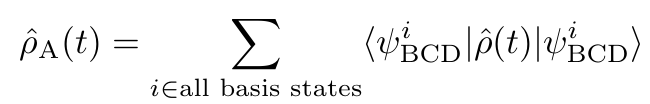 ρ̂_A(t) = ∑_{i∈all basis states} ⟨ψ^i_BCD|ρ̂(t)|ψ^i_BCD⟩